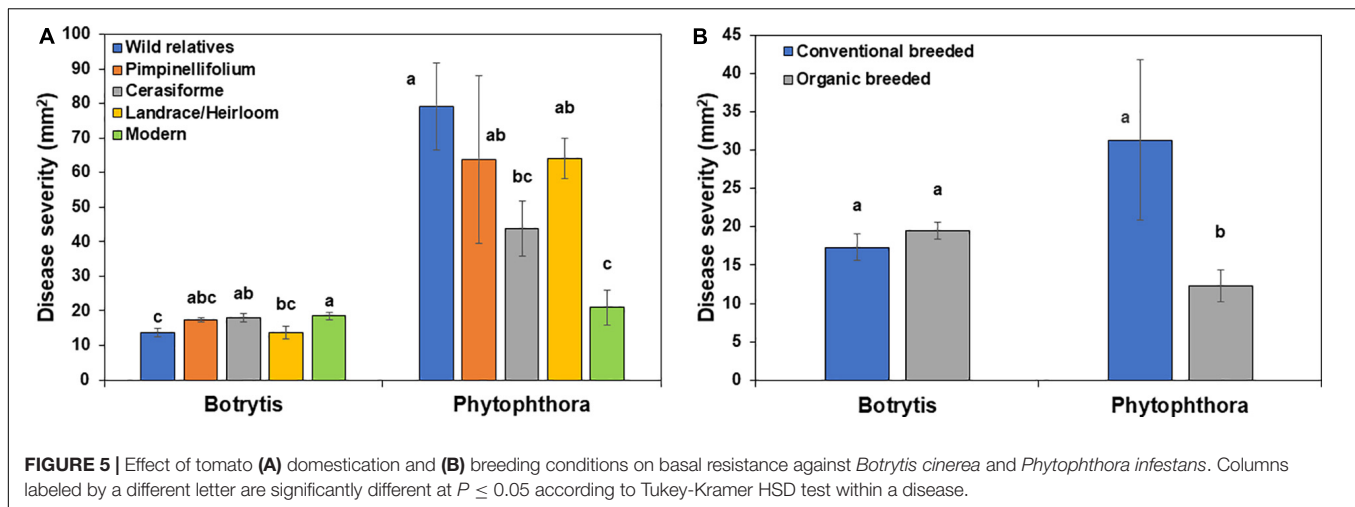 A
Disease severity (mm²)
100
90
80
70
60
50
40
30
20
10
0
Wild relatives
Pimpinellifolium
Cerasiforme
Landrace/Heirloom
Modern
c
abc
ab
bc
a
a
ab
bc
ab
c
Botrytis
Phytophthora
B
Disease severity (mm²)
45
40
35
30
25
20
15
10
5
0
Conventional breeded
Organic breeded
a
a
a
b
Botrytis
Phytophthora
FIGURE 5 | Effect of tomato (A) domestication and (B) breeding conditions on basal resistance against Botrytis cinerea and Phytophthora infestans. Columns
labeled by a different letter are significantly different at P ≤ 0.05 according to Tukey-Kramer HSD test within a disease.